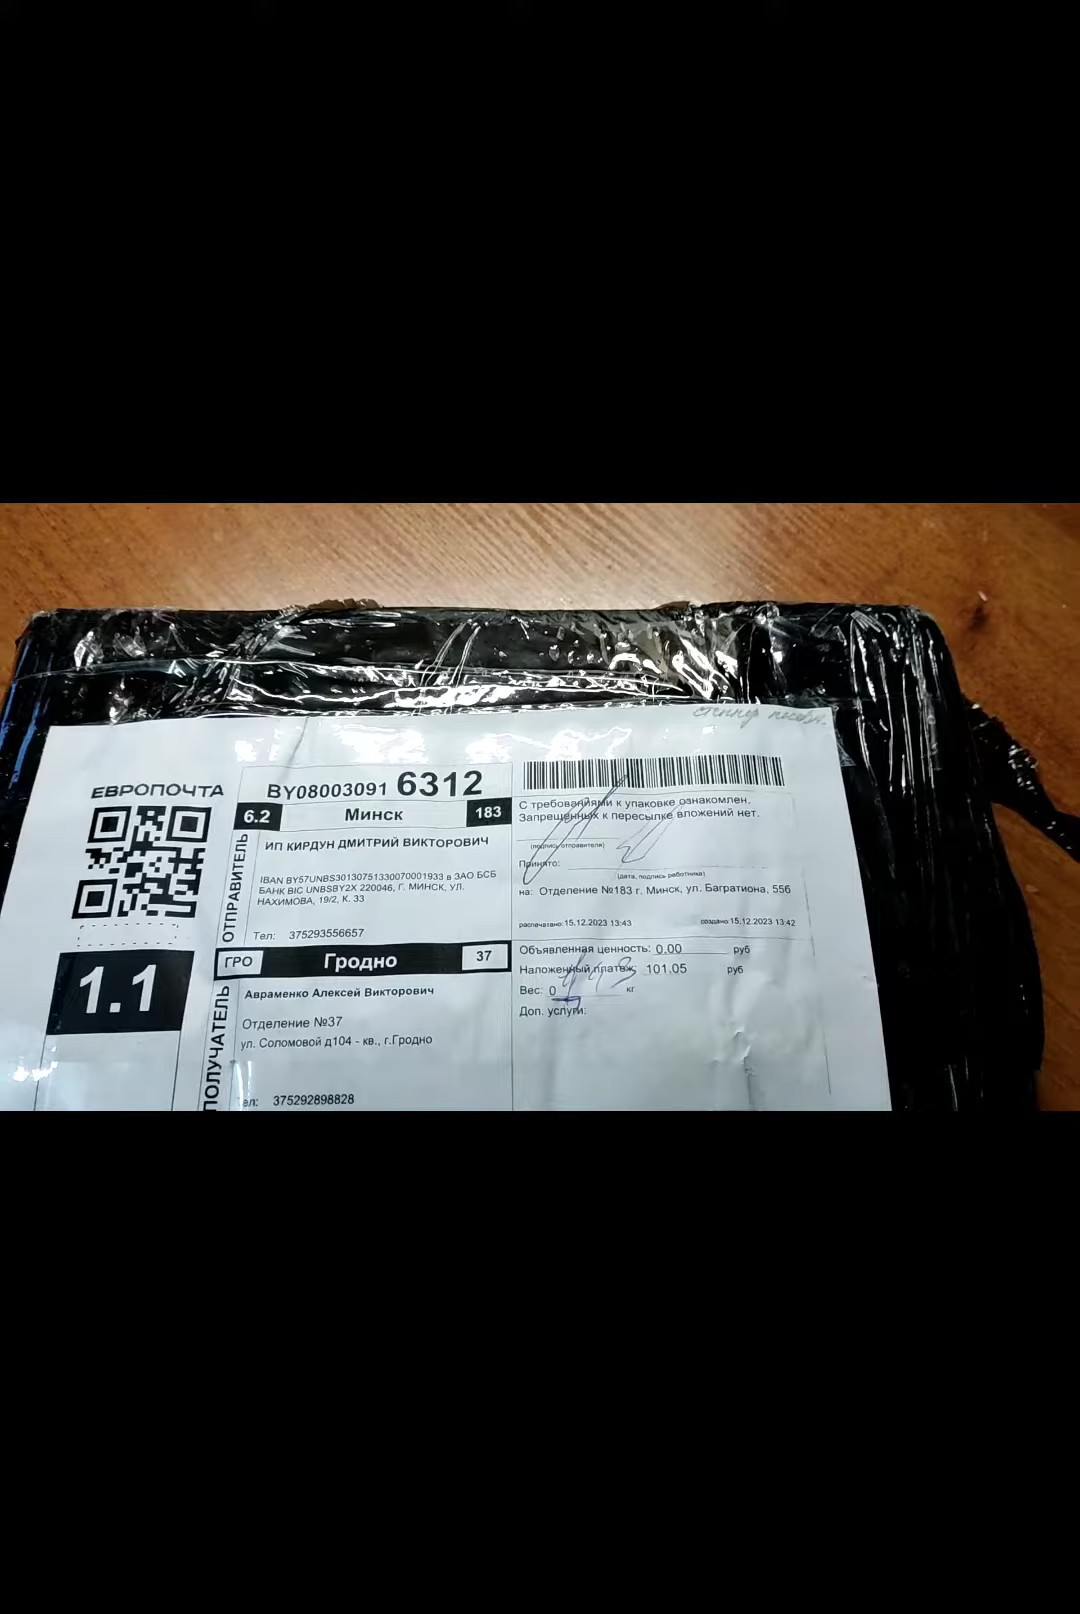 ЕВРОПОЧТА
1.1
BY08003091 6312
6.2 Минск 183
ОТПРАВИТЕЛЬ
ИП КИРДУН ДМИТРИЙ ВИКТОРОВИЧ
IBAN BY57UNBS30130751330070001933 в ЗАО БСБ
БАНК BIC UNBSBY2X 220046, Г. МИНСК, УЛ.
НАХИМОВА, 19/2, К. 33
Тел: 375293556657
ГРО Гродно 37
ПОЛУЧАТЕЛЬ
Авраменко Алексей Викторович
Отделение №37
ул. Соломовой д104 - кв., г.Гродно
ел: 375292898828
С требованиями к упаковке ознакомлен.
Запрещенных к пересылке вложений нет.
(подпись отправителя)
Принято:
(дата, подпись работника)
на: Отделение №183 г. Минск, ул. Багратиона, 55б
распечатано:15.12.2023 13:43 создано:15.12.2023 13:42
Объявленная ценность: 0.00 руб
Наложенный платеж: 101.05 руб
Вес: 0 кг
Доп. услуги: